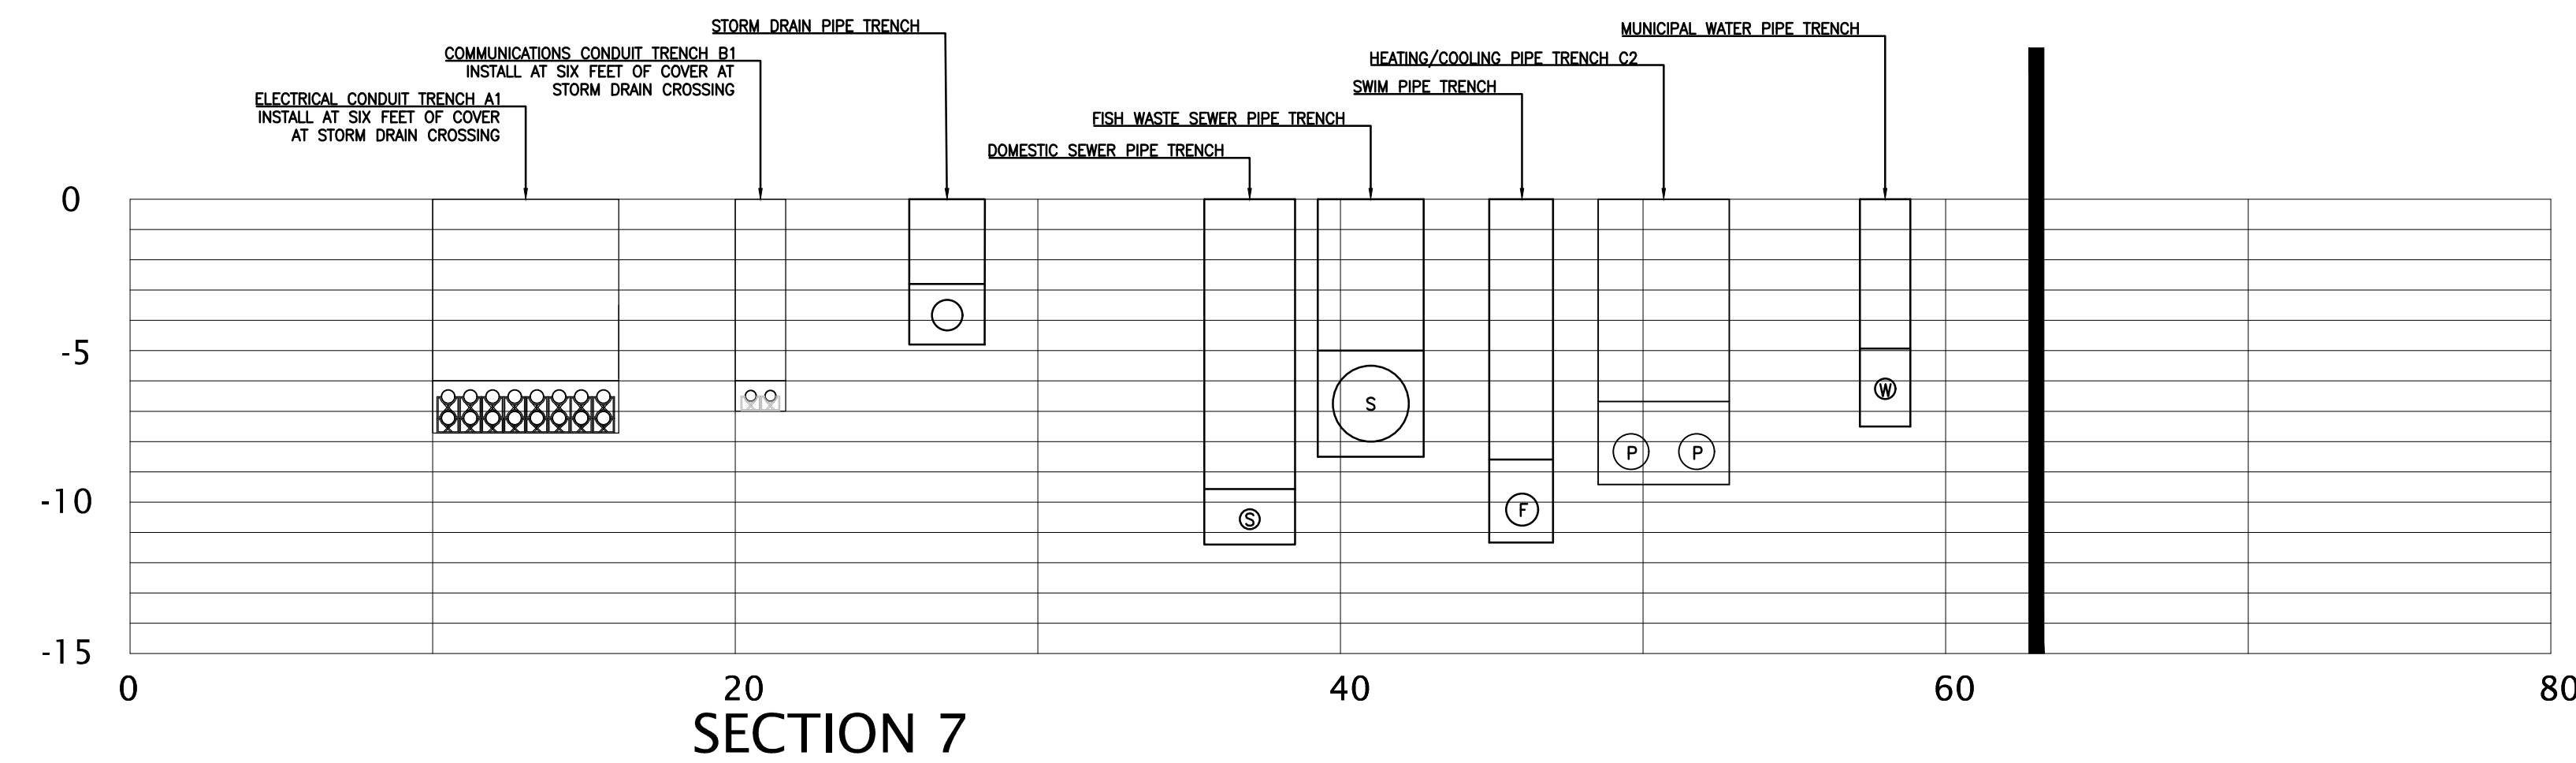 STORM DRAIN PIPE TRENCH
MUNICIPAL WATER PIPE TRENCH
COMMUNICATIONS CONDUIT TRENCH B1
INSTALL AT SIX FEET OF COVER AT
STORM DRAIN CROSSING
HEATING/COOLING PIPE TRENCH C2
SWIM PIPE TRENCH
ELECTRICAL CONDUIT TRENCH A1
INSTALL AT SIX FEET OF COVER
AT STORM DRAIN CROSSING
FISH WASTE SEWER PIPE TRENCH
DOMESTIC SEWER PIPE TRENCH
0
-5
-10
-15
W
S
P P
F
S
0 20 40 60 80
SECTION 7